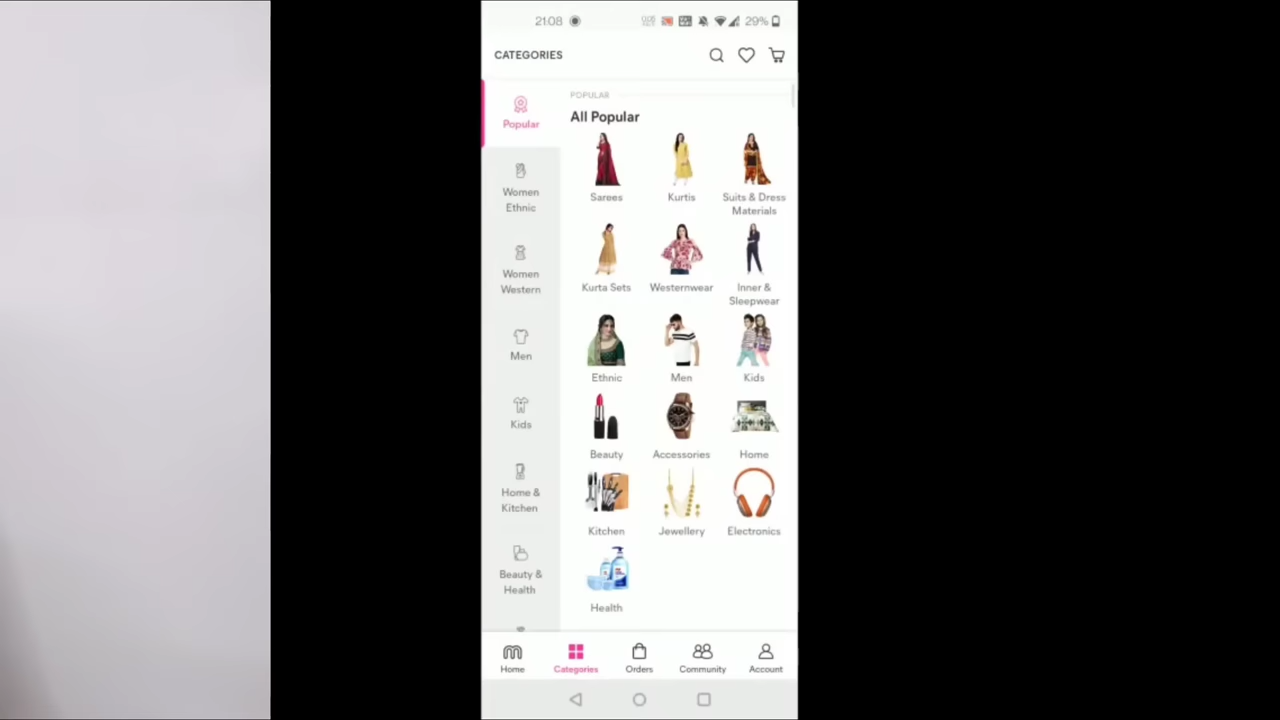 21:08
29%
CATEGORIES
POPULAR
All Popular
Popular
Women
Ethnic
Women
Western
Men
Kids
Home &
Kitchen
Beauty &
Health
Sarees
Kurtis
Suits & Dress
Materials
Kurta Sets
Westernwear
Inner &
Sleepwear
Ethnic
Men
Kids
Beauty
Accessories
Home
Kitchen
Jewellery
Electronics
Health
Home
Categories
Orders
Community
Account